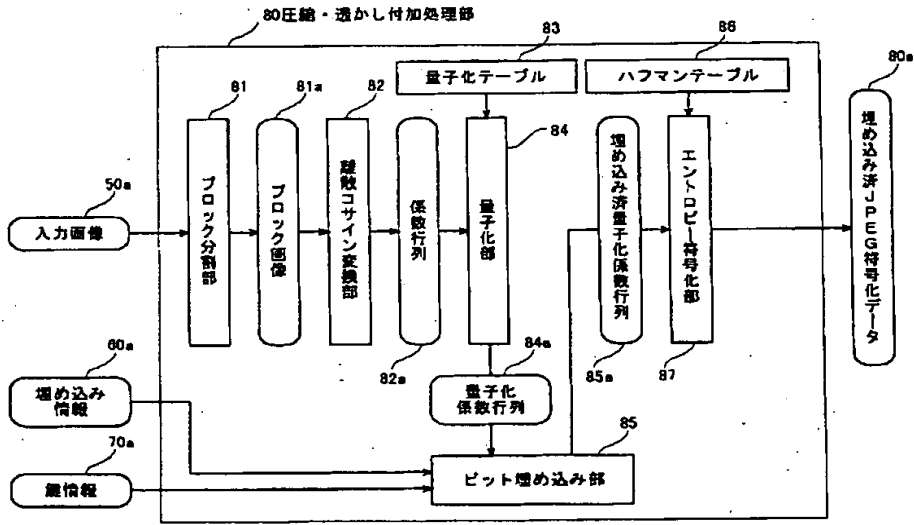 80圧縮・透かし付加処理部
83
86
80a
量子化テーブル
ハフマンテーブル
81
81a
82
84
50a
入力画像
ブロック分割部
ブロック画像
離散コサイン変換部
係数行列
量子化部
埋め込み済量子化係数行列
エントロピー符号化部
埋め込み済JPEG符号化データ
82a
84a
85a
87
60a
埋め込み
情報
量子化
係数行列
85
70a
鍵情報
ビット埋め込み部